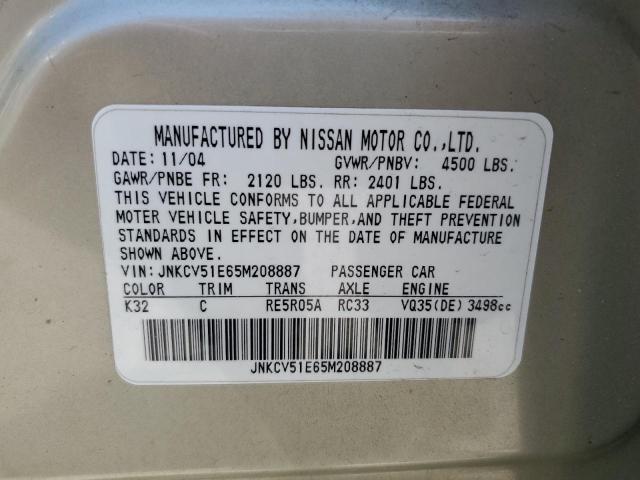 MANUFACTURED BY NISSAN MOTOR CO.,LTD.
DATE: 11/04 GVWR/PNBV: 4500 LBS.
GAWR/PNBE FR: 2120 LBS. RR: 2401 LBS.
THIS VEHICLE CONFORMS TO ALL APPLICABLE FEDERAL
MOTOR VEHICLE SAFETY,BUMPER,AND THEFT PREVENTION
STANDARDS IN EFFECT ON THE DATE OF MANUFACTURE
SHOWN ABOVE.
VIN:JNKCV51E65M208887 PASSENGER CAR
COLOR TRIM TRANS AXLE ENGINE
K32 C RE5R05A RC33 VQ35(DE) 3498cc
JNKCV51E65M208887